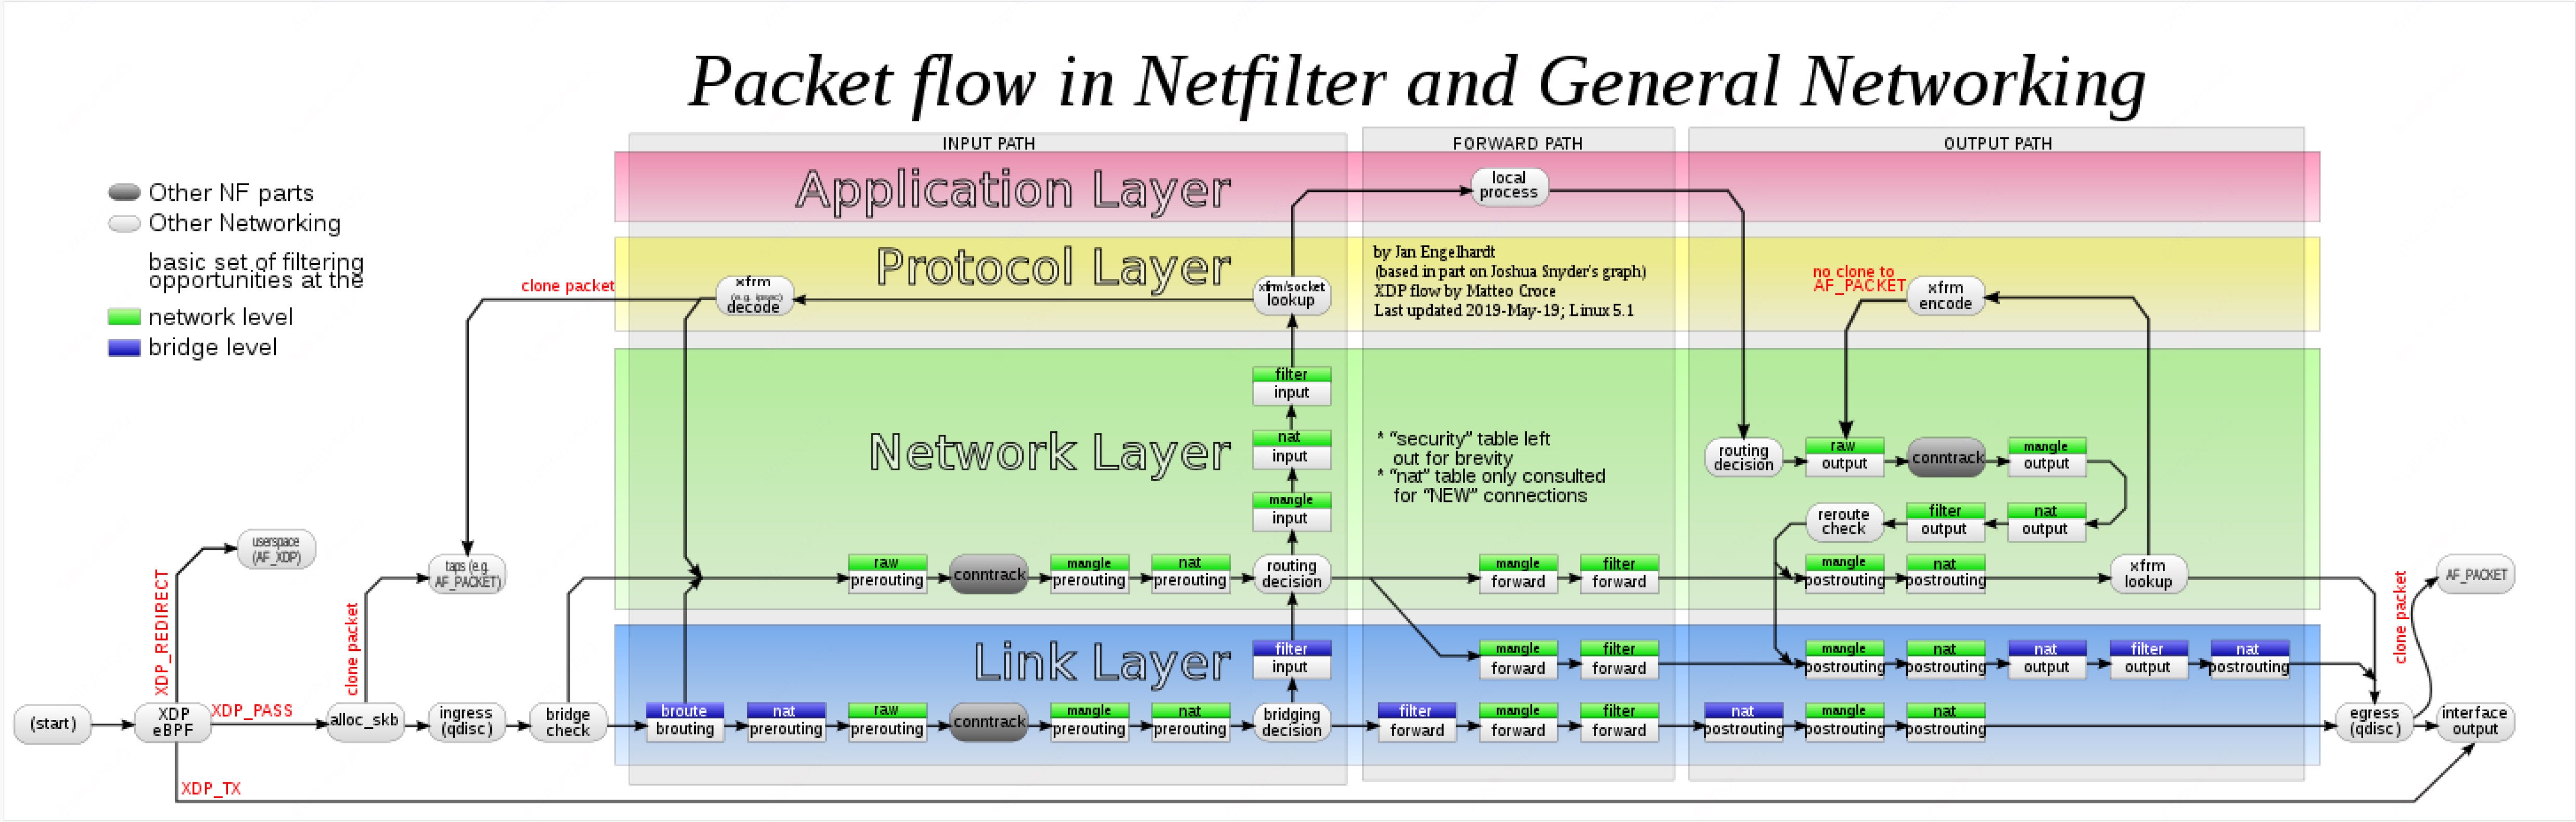 Packet flow in Netfilter and General Networking
INPUT PATH
FORWARD PATH
OUTPUT PATH
Application Layer
local
process
Other NF parts
Other Networking
basic set of filtering
opportunities at the
network level
bridge level
Protocol Layer
clone packet
xfrm
(e.g. ipsec)
decode
xfrm/socket
lookup
by Jan Engelhardt
(based in part on Joshua Snyder's graph)
XDP flow by Matteo Croce
Last updated 2019-May-19; Linux 5.1
no clone to
AF_PACKET
xfrm
encode
Network Layer
filter
input
nat
input
mangle
input
* “security” table left
out for brevity
* “nat” table only consulted
for “NEW” connections
routing
decision
raw
output
conntrack
mangle
output
reroute
check
filter
output
nat
output
userspace
(AF_XDP)
taps (e.g.
AF_PACKET)
raw
prerouting
conntrack
mangle
prerouting
nat
prerouting
routing
decision
mangle
forward
filter
forward
mangle
postrouting
nat
postrouting
xfrm
lookup
AF_PACKET
XDP_REDIRECT
clone packet
clone packet
Link Layer
filter
input
mangle
forward
filter
forward
mangle
postrouting
nat
postrouting
nat
output
filter
output
nat
postrouting
(start)
XDP
eBPF
XDP_PASS
alloc_skb
ingress
(qdisc)
bridge
check
broute
brouting
nat
prerouting
raw
prerouting
conntrack
mangle
prerouting
nat
prerouting
bridging
decision
filter
forward
mangle
forward
filter
forward
nat
postrouting
mangle
postrouting
nat
postrouting
egress
(qdisc)
interface
output
XDP_TX